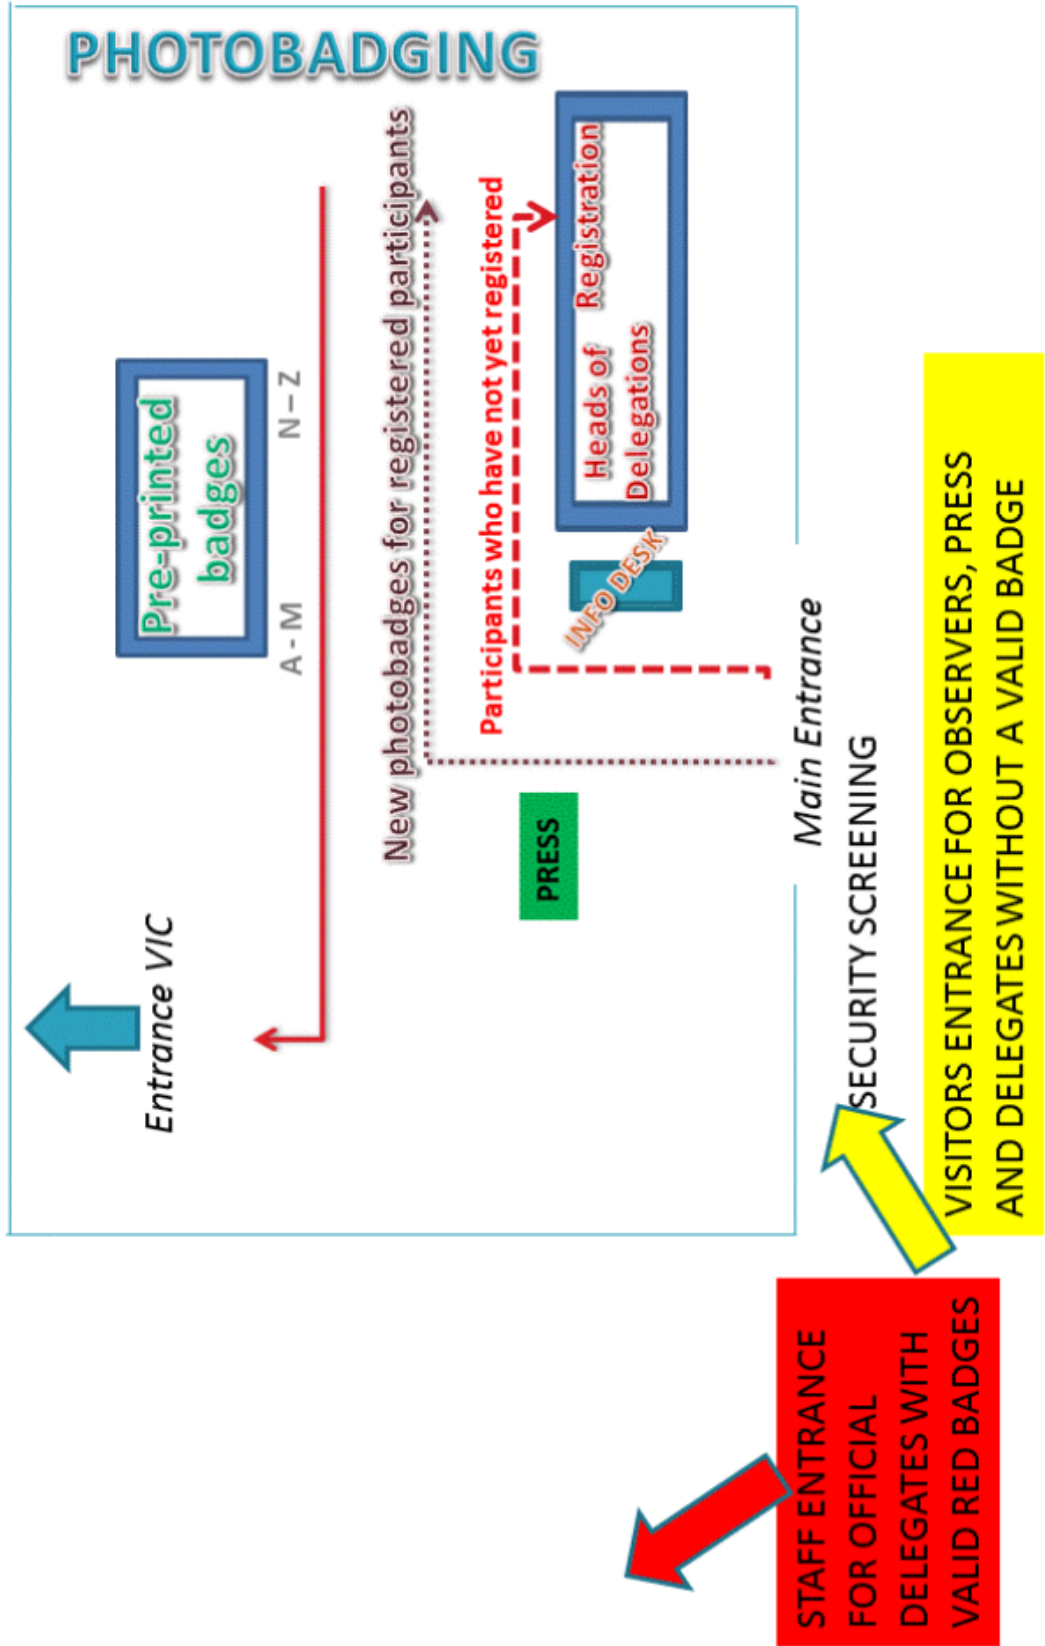 PHOTOBADGING
Pre-printed
badges
A - M
N – Z
Entrance VIC
New photobadges for registered participants
Participants who have not yet registered
Heads of
Delegations
Registration
INFO DESK
PRESS
Main Entrance
SECURITY SCREENING
VISITORS ENTRANCE FOR OBSERVERS, PRESS
AND DELEGATES WITHOUT A VALID BADGE
STAFF ENTRANCE
FOR OFFICIAL
DELEGATES WITH
VALID RED BADGES